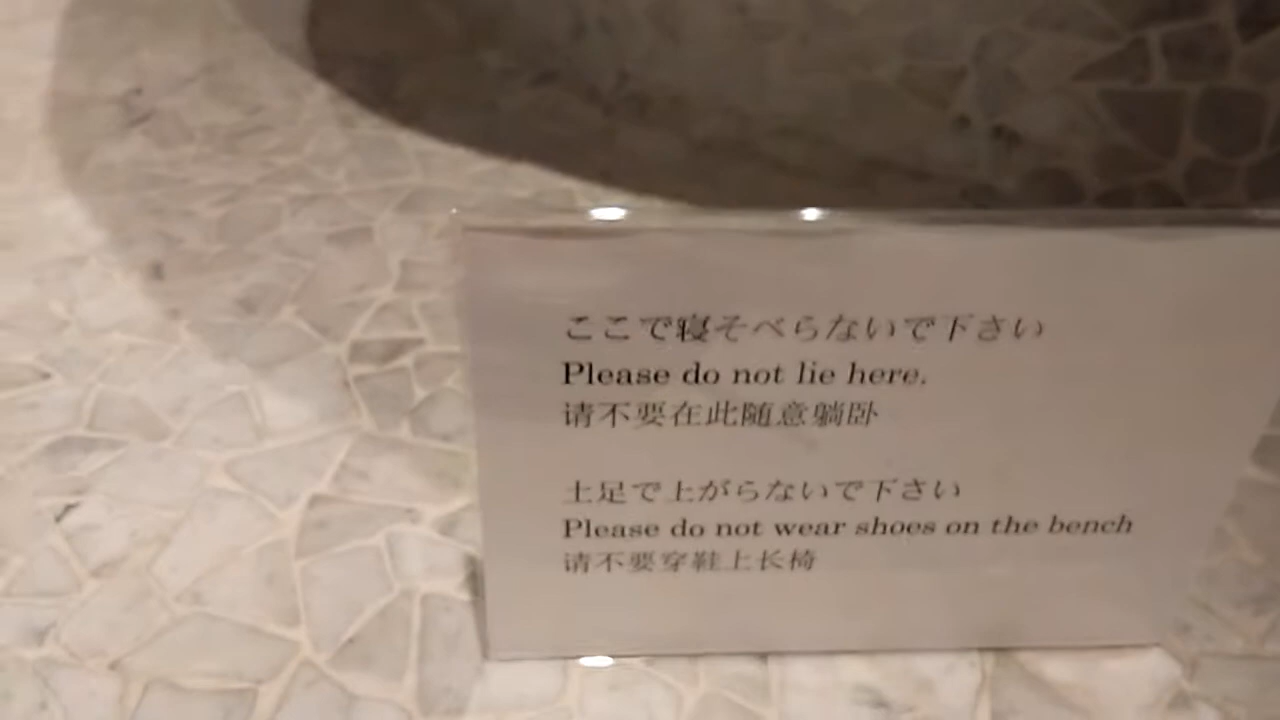 ここで寝そべらないで下さい
Please do not lie here.
请不要在此随意躺卧
土足で上がらないで下さい
Please do not wear shoes on the bench
请不要穿鞋上长椅